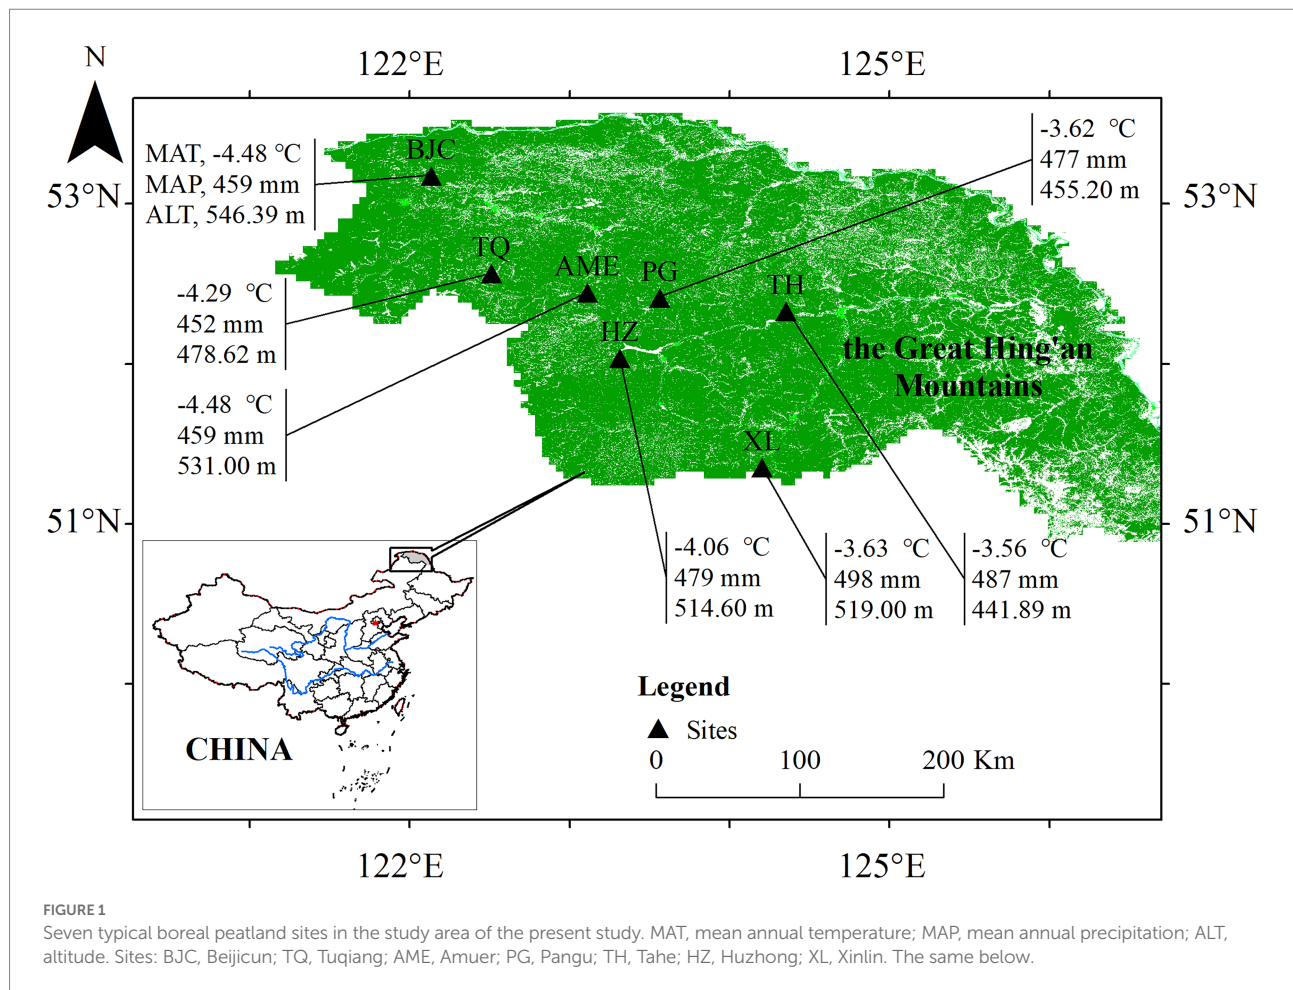 N
122°E
125°E
MAT, -4.48 °C
MAP, 459 mm
ALT, 546.39 m
BJC
-3.62 °C
477 mm
455.20 m
53°N
53°N
TQ
AME
PG
TH
-4.29 °C
452 mm
478.62 m
HZ
the Great Hing'an
Mountains
-4.48 °C
459 mm
531.00 m
XL
51°N
51°N
-4.06 °C
479 mm
514.60 m
-3.63 °C
498 mm
519.00 m
-3.56 °C
487 mm
441.89 m
CHINA
Legend
Sites
0 100 200 Km
122°E
125°E
FIGURE 1
Seven typical boreal peatland sites in the study area of the present study. MAT, mean annual temperature; MAP, mean annual precipitation; ALT,
altitude. Sites: BJC, Beijicun; TQ, Tuqiang; AME, Amuer; PG, Pangu; TH, Tahe; HZ, Huzhong; XL, Xinlin. The same below.